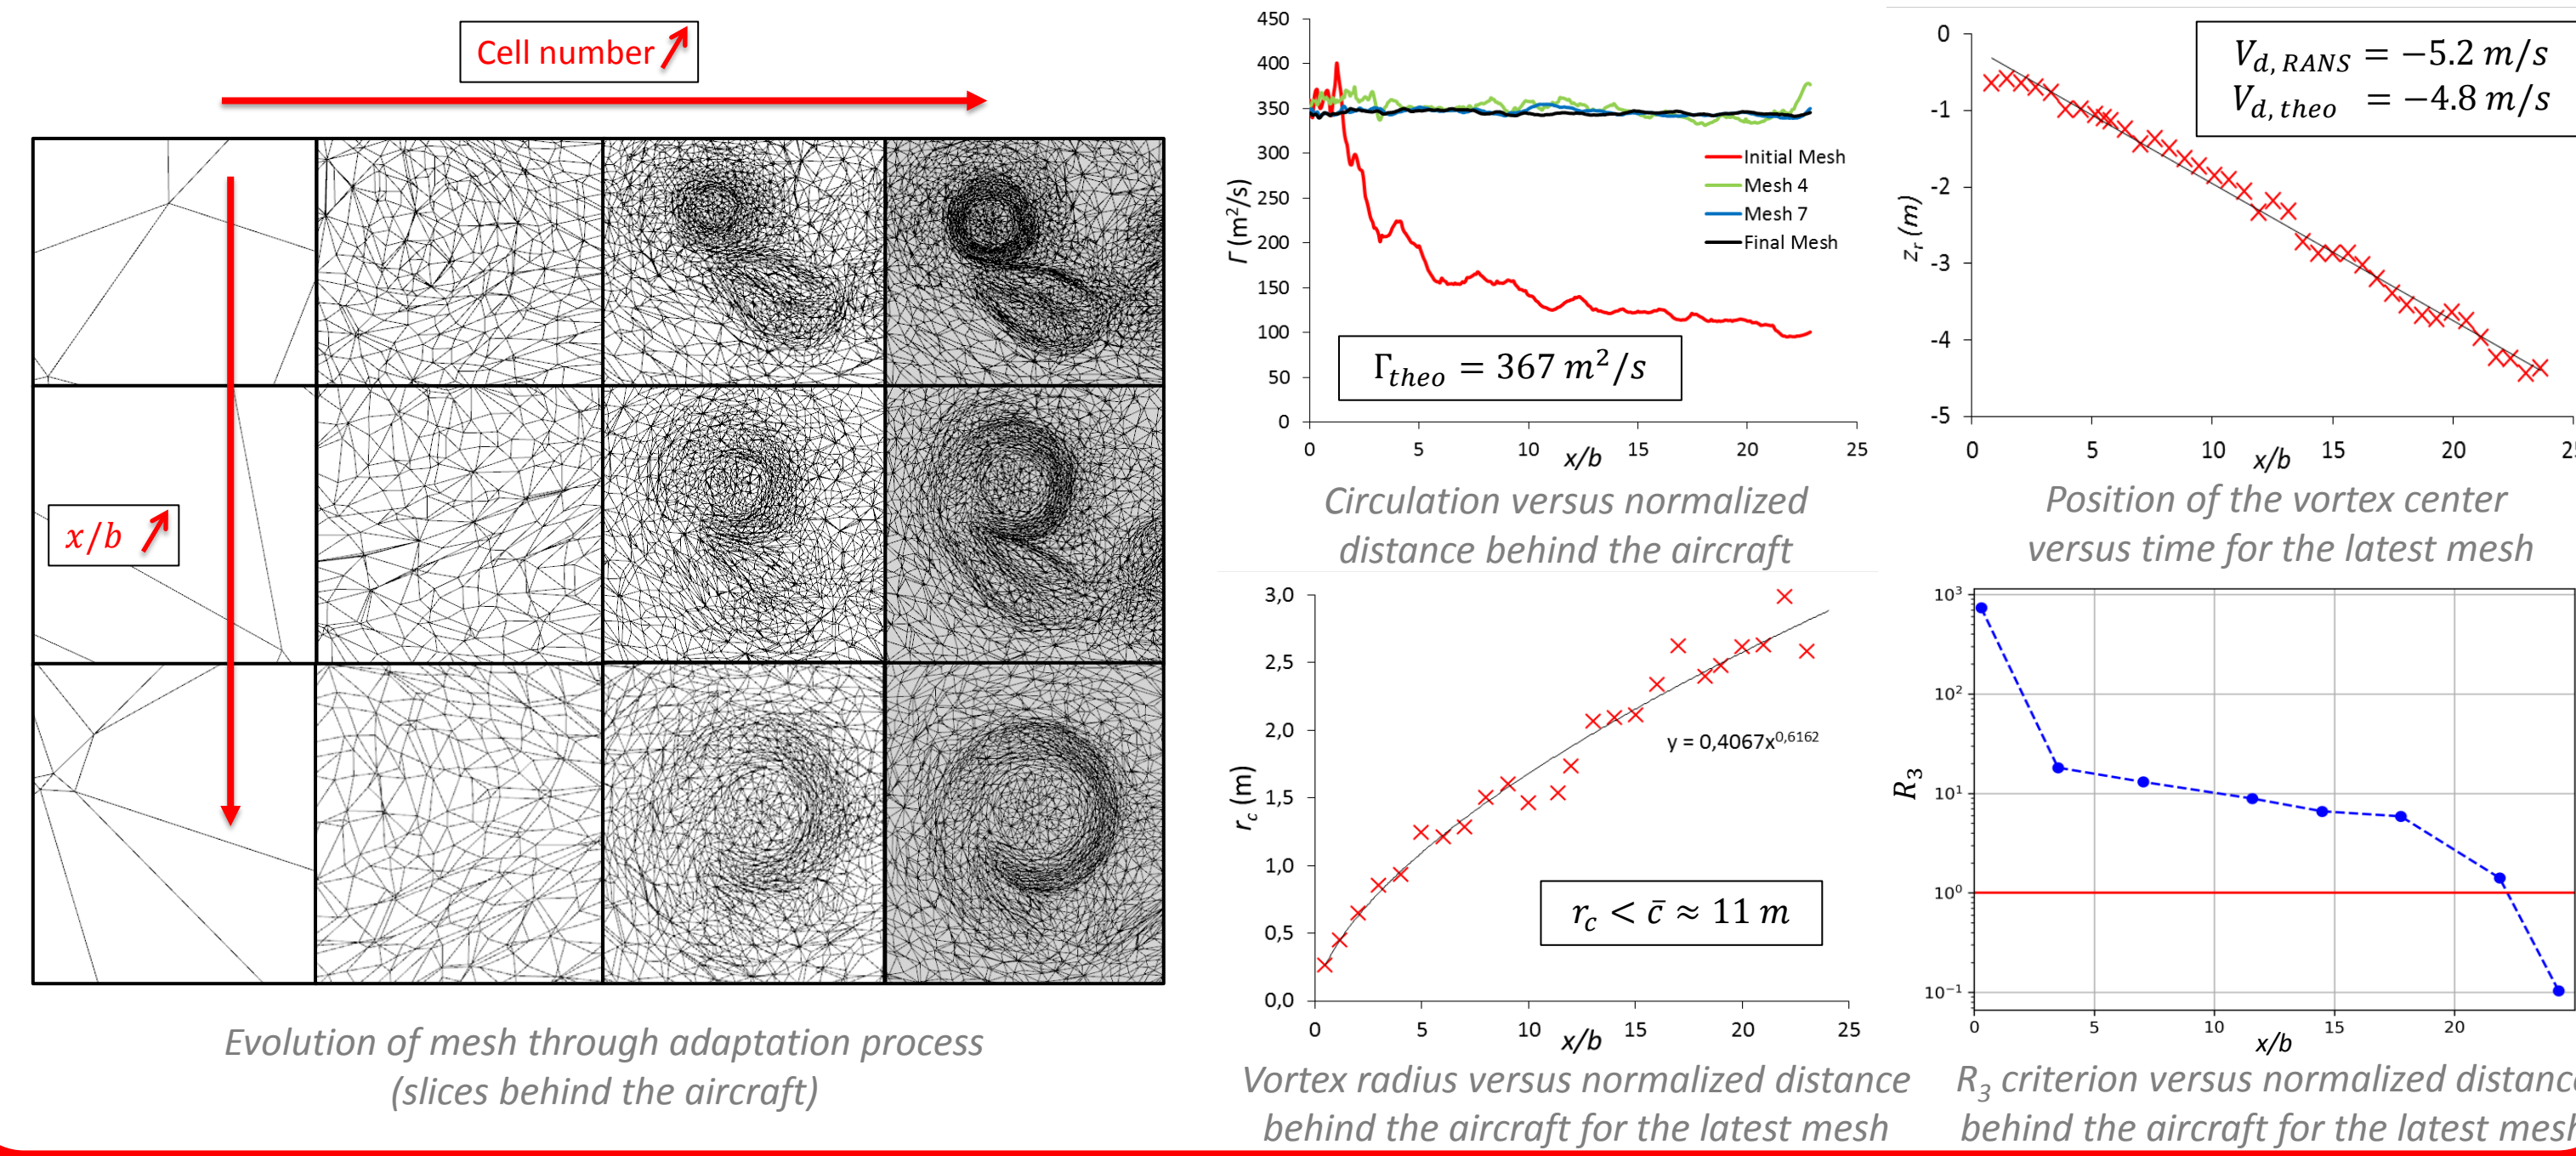 Cell number
x/b
Evolution of mesh through adaptation process
(slices behind the aircraft)
450
400
350
300
250
200
150
100
50
0
Γ (m²/s)
Initial Mesh
Mesh 4
Mesh 7
Final Mesh
Γ_theo = 367 m²/s
0 5 10 15 20 25
x/b
Circulation versus normalized
distance behind the aircraft
V_d, RANS = −5.2 m/s
V_d, theo = −4.8 m/s
0
-1
-2
-3
-4
-5
z_r (m)
0 5 10 15 20
x/b
Position of the vortex center
versus time for the latest mesh
3,0
2,5
2,0
1,5
1,0
0,5
0,0
r_c (m)
y = 0,4067x^0,6162
r_c < c̄ ≈ 11 m
0 5 10 15 20 25
x/b
Vortex radius versus normalized distance
behind the aircraft for the latest mesh
10³
10²
10¹
10⁰
10⁻¹
R₃
0 5 10 15 20
x/b
R₃ criterion versus normalized distance
behind the aircraft for the latest mesh